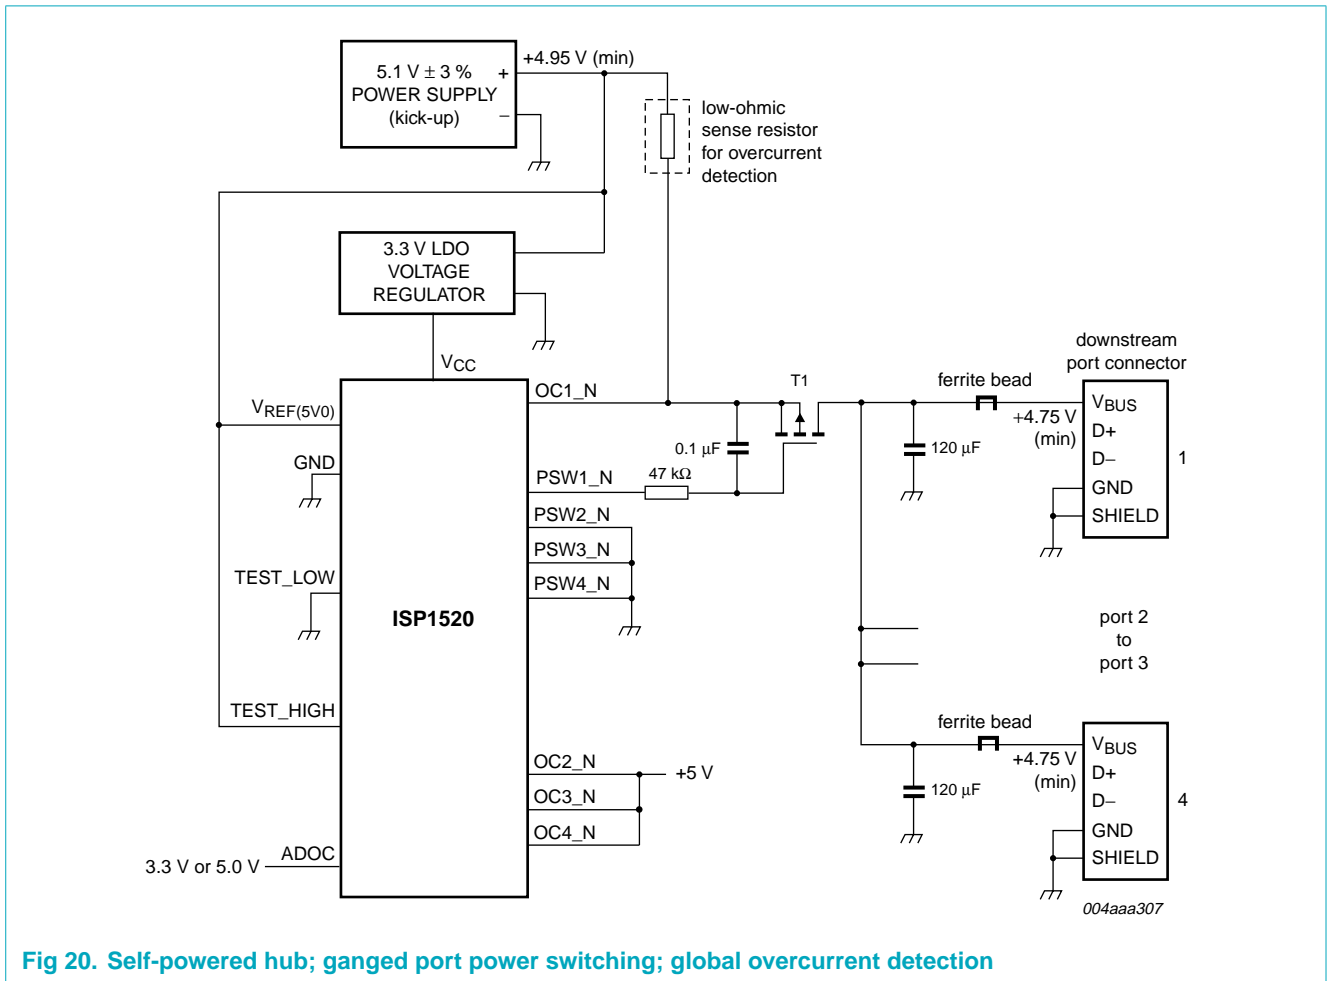 5.1 V ± 3 %
POWER SUPPLY
(kick-up)
+
−
+4.95 V (min)
low-ohmic
sense resistor
for overcurrent
detection
3.3 V LDO
VOLTAGE
REGULATOR
VCC
VREF(5V0)
GND
TEST_LOW
TEST_HIGH
3.3 V or 5.0 V
ADOC
ISP1520
OC1_N
PSW1_N
PSW2_N
PSW3_N
PSW4_N
OC2_N
OC3_N
OC4_N
+5 V
0.1 μF
47 kΩ
T1
120 μF
ferrite bead
+4.75 V
(min)
downstream
port connector
VBUS
D+
D−
GND
SHIELD
1
port 2
to
port 3
ferrite bead
120 μF
+4.75 V
(min)
VBUS
D+
D−
GND
SHIELD
4
004aaa307
Fig 20. Self-powered hub; ganged port power switching; global overcurrent detection